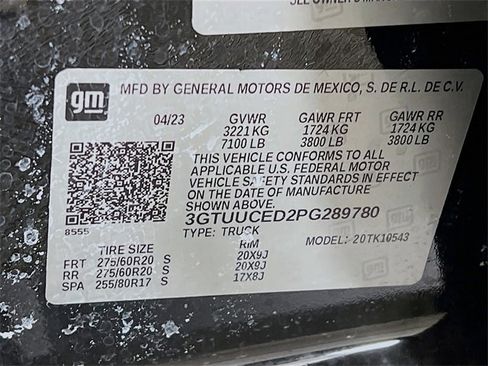 SEE OWNER'S MANUAL
gm
MFD BY GENERAL MOTORS DE MEXICO, S. DE R.L. DE C.V.
04/23 GVWR GAWR FRT GAWR RR
3221 KG 1724 KG 1724 KG
7100 LB 3800 LB 3800 LB
THIS VEHICLE CONFORMS TO ALL
APPLICABLE U.S. FEDERAL MOTOR
VEHICLE SAFETY STANDARDS IN EFFECT
ON THE DATE OF MANUFACTURE
SHOWN ABOVE.
3GTUUCED2PG289780
8555
TYPE: TRUCK MODEL: 20TK10543
TIRE SIZE RIM
FRT 275/60R20 S 20X9J
RR 275/60R20 S 20X9J
SPA 255/80R17 S 17X8J